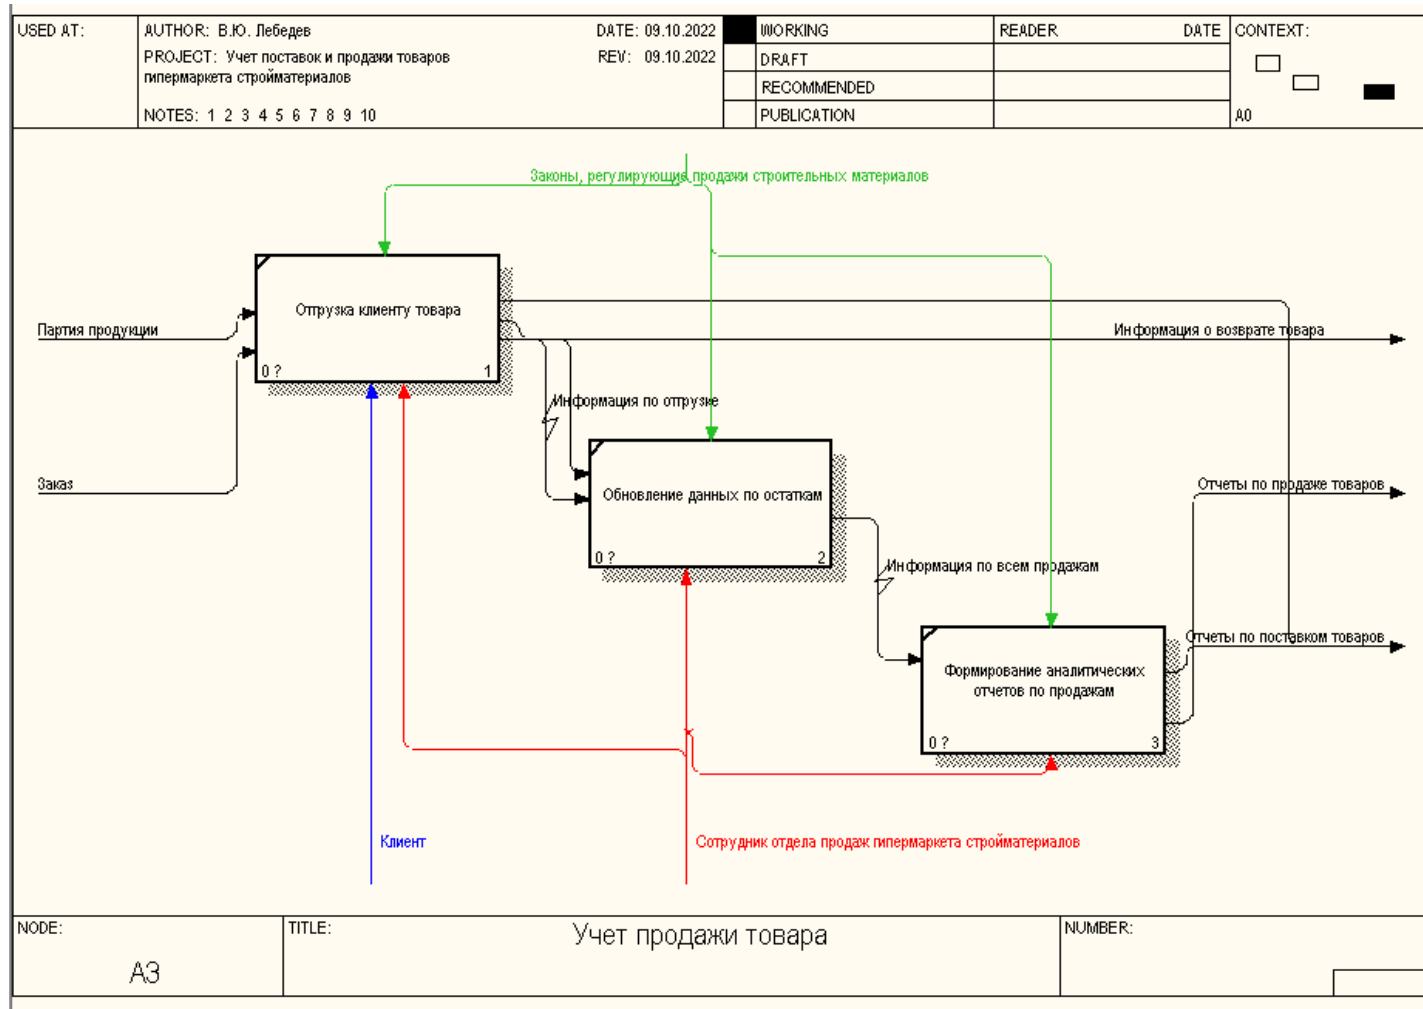 USED AT:
AUTHOR: В.Ю. Лебедев
DATE: 09.10.2022
WORKING
READER
DATE
CONTEXT:
PROJECT: Учет поставок и продажи товаров
гипермаркета стройматериалов
REV: 09.10.2022
DRAFT
RECOMMENDED
NOTES: 1 2 3 4 5 6 7 8 9 10
PUBLICATION
A0
Законы, регулирующие продажи строительных материалов
Отгрузка клиенту товара
0 ?
1
Партия продукции
Информация о возврате товара
Информация по отгрузке
Заказ
Обновление данных по остаткам
0 ?
2
Отчеты по продаже товаров
Информация по всем продажам
Отчеты по поставком товаров
Формирование аналитических
отчетов по продажам
0 ?
3
Клиент
Сотрудник отдела продаж гипермаркета стройматериалов
NODE:
A3
TITLE:
Учет продажи товара
NUMBER: